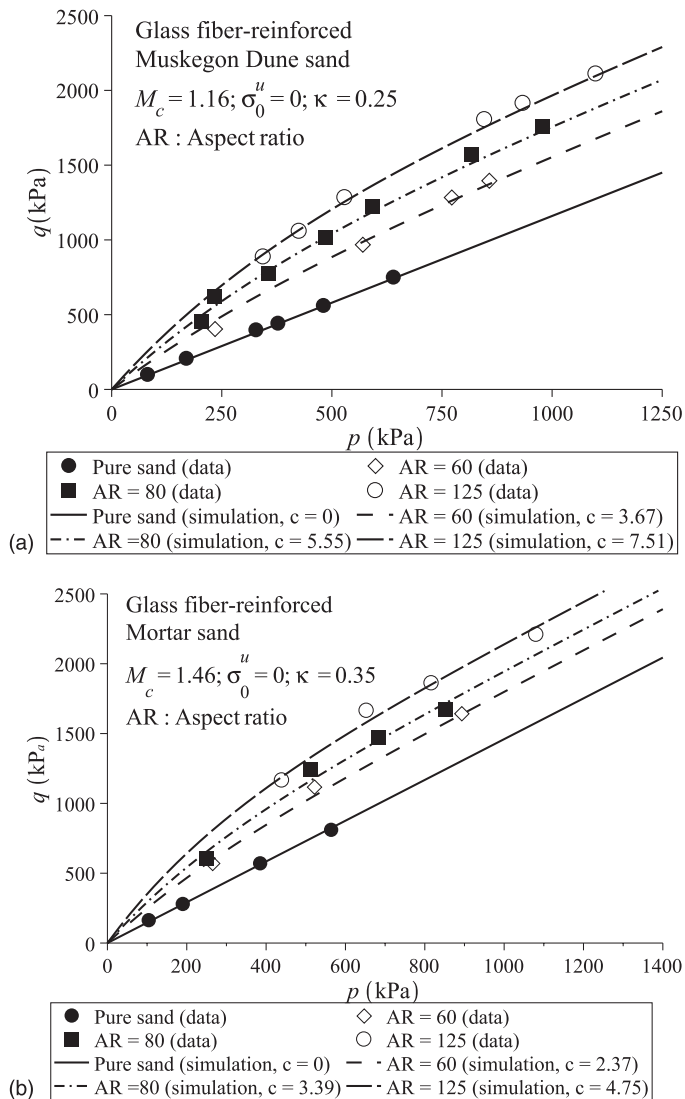 Glass fiber-reinforced
Muskegon Dune sand
M_c = 1.16; σ_0^u = 0; κ = 0.25
AR : Aspect ratio
2500
2000
1500
1000
500
0
q (kPa)
0 250 500 750 1000 1250
p (kPa)
Pure sand (data) AR = 60 (data)
AR = 80 (data) AR = 125 (data)
Pure sand (simulation, c = 0) AR = 60 (simulation, c = 3.67)
(a) AR =80 (simulation, c = 5.55) AR = 125 (simulation, c = 7.51)
Glass fiber-reinforced
Mortar sand
M_c = 1.46; σ_0^u = 0; κ = 0.35
AR : Aspect ratio
2500
2000
1500
1000
500
0
q (kPa)
0 200 400 600 800 1000 1200 1400
p (kPa)
Pure sand (data) AR = 60 (data)
AR = 80 (data) AR = 125 (data)
Pure sand (simulation, c = 0) AR = 60 (simulation, c = 2.37)
(b) AR =80 (simulation, c = 3.39) AR = 125 (simulation, c = 4.75)